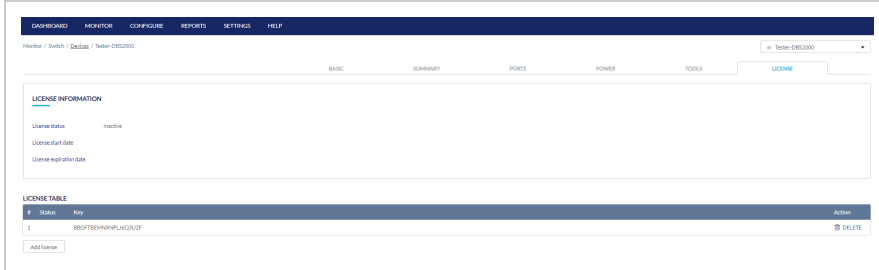 DASHBOARD MONITOR CONFIGURE REPORTS SETTINGS HELP
Monitor / Switch / Devices / Tester-DBS2000
Tester-DBS2000
BASIC SUMMARY PORTS POWER TOOLS LICENSE
LICENSE INFORMATION
License status Inactive
License start date
License expiration date
LICENSE TABLE
# Status Key Action
1 DELETE
Add license